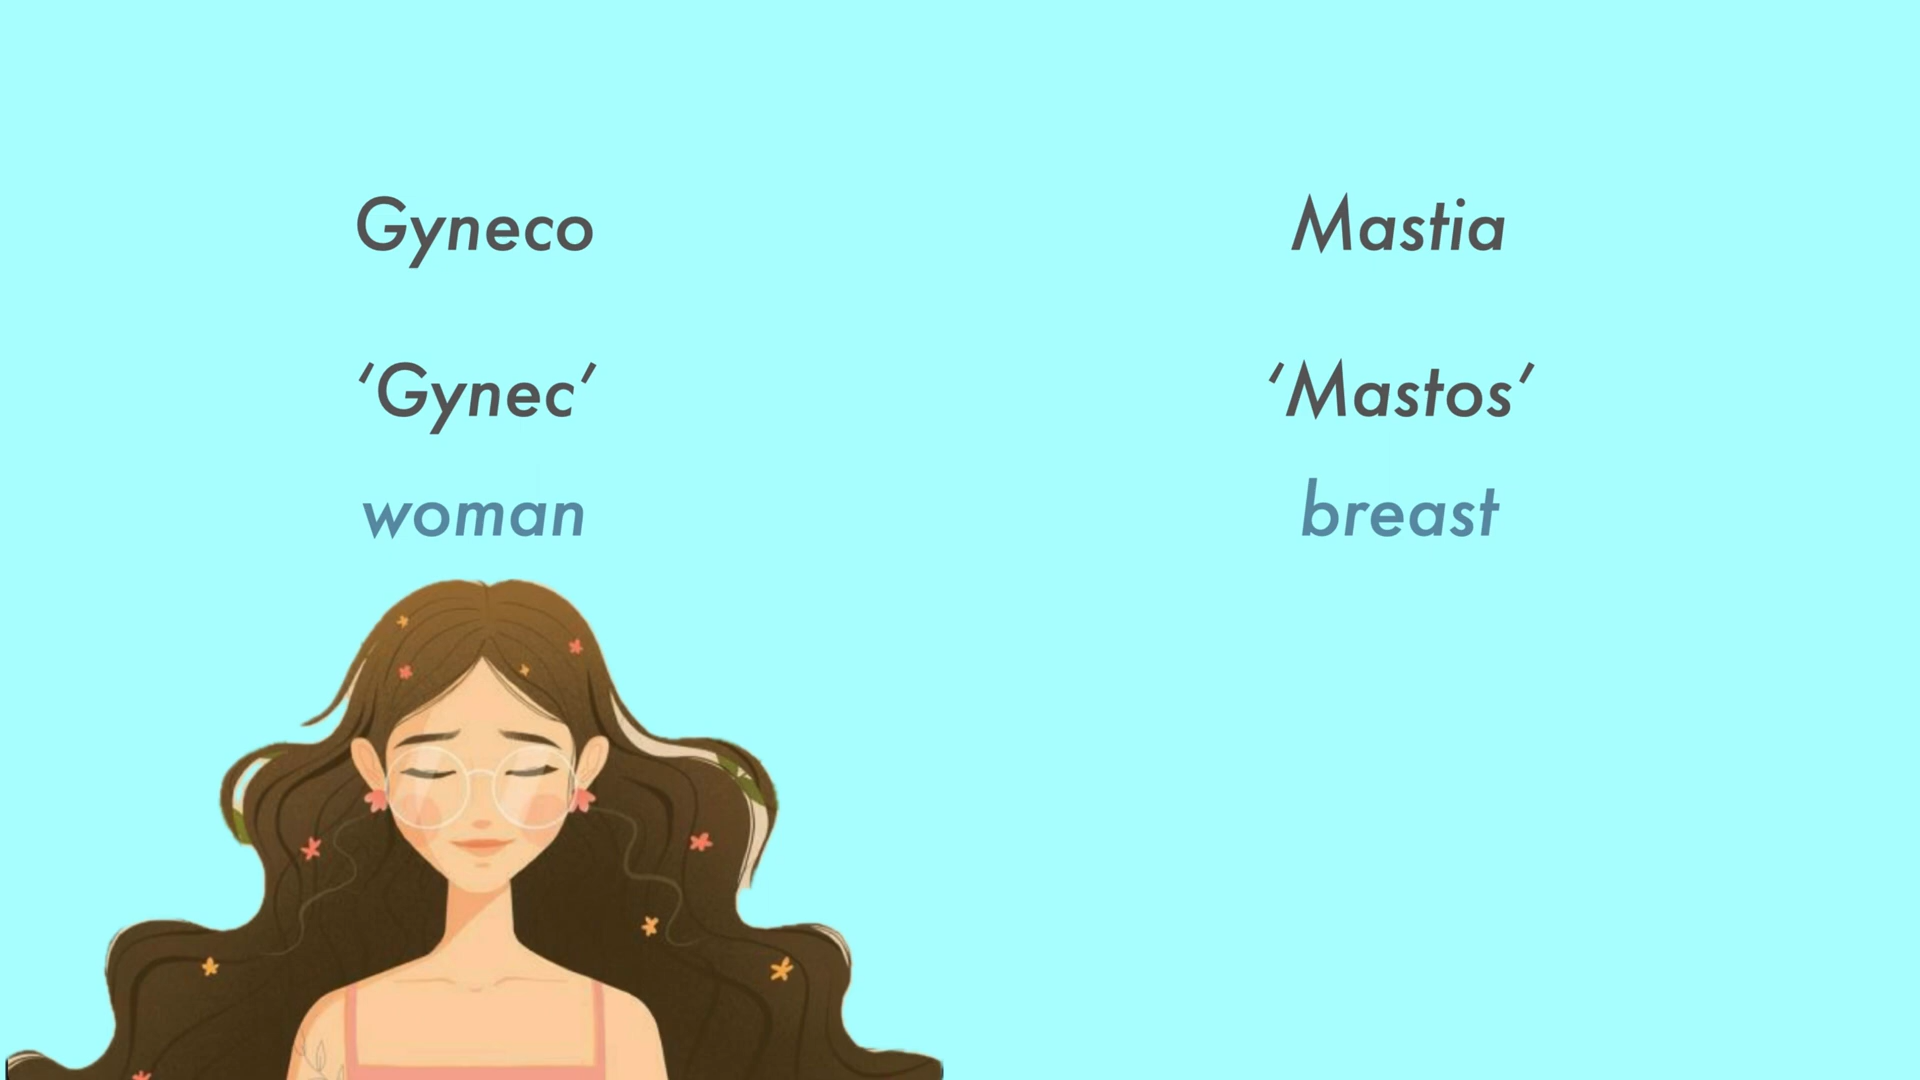 Gyneco
‘Gynec’
woman
Mastia
‘Mastos’
breast